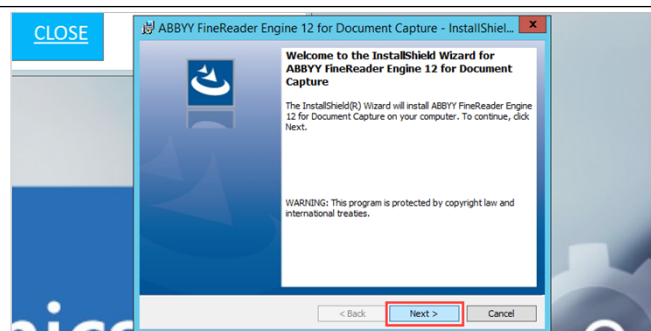 CLOSE
ABBYY FineReader Engine 12 for Document Capture - InstallShiel...
Welcome to the InstallShield Wizard for
ABBYY FineReader Engine 12 for Document
Capture
The InstallShield(R) Wizard will install ABBYY FineReader Engine
12 for Document Capture on your computer. To continue, click
Next.
WARNING: This program is protected by copyright law and
international treaties.
< Back
Next >
Cancel